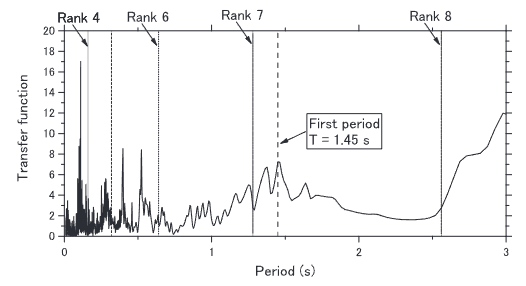 Rank 4
Rank 6
Rank 7
Rank 8
20
18
16
14
12
10
8
6
4
2
0
Transfer function
First period
T = 1.45 s
0
1
2
3
Period (s)